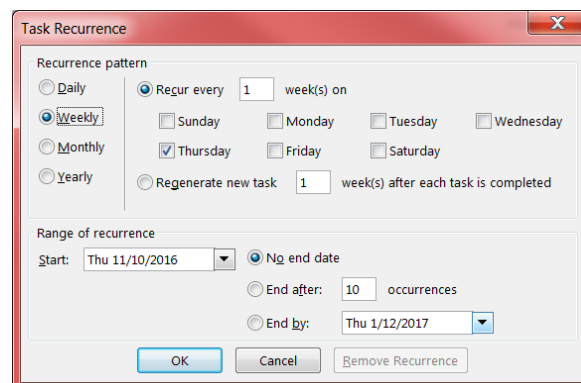 Task Recurrence
Recurrence pattern
Daily
Recur every 1 week(s) on
Weekly
Sunday Monday Tuesday Wednesday
Monthly
Thursday Friday Saturday
Yearly
Regenerate new task 1 week(s) after each task is completed
Range of recurrence
Start: Thu 11/10/2016
No end date
End after: 10 occurrences
End by: Thu 1/12/2017
OK Cancel Remove Recurrence